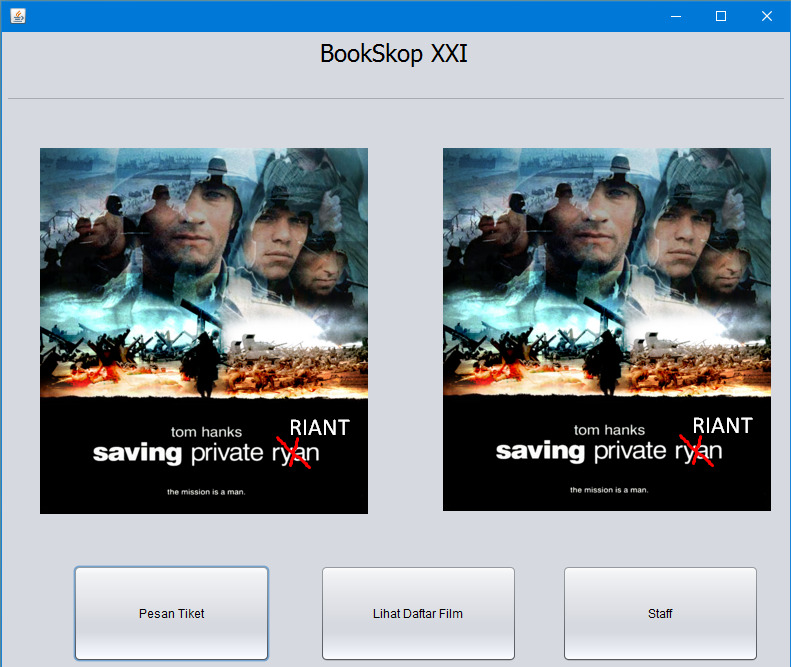 BookSkop XXI
tom hanks
RIANT
saving private ryan
the mission is a man.
tom hanks
RIANT
saving private ryan
the mission is a man.
Pesan Tiket
Lihat Daftar Film
Staff